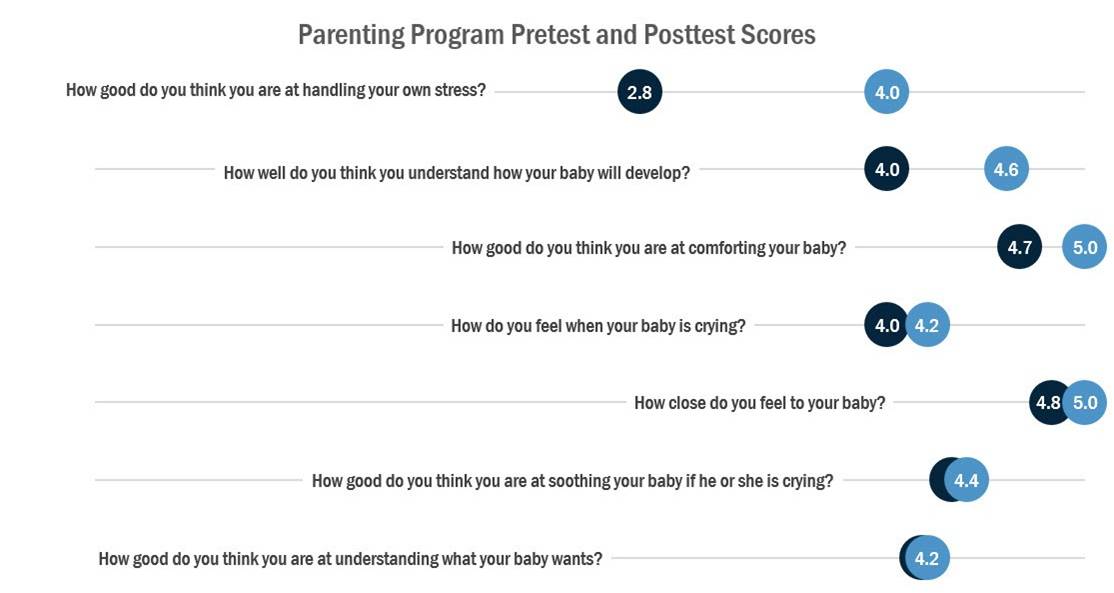 Parenting Program Pretest and Posttest Scores
How good do you think you are at handling your own stress? 2.8 4.0
How well do you think you understand how your baby will develop? 4.0 4.6
How good do you think you are at comforting your baby? 4.7 5.0
How do you feel when your baby is crying? 4.0 4.2
How close do you feel to your baby? 4.8 5.0
How good do you think you are at soothing your baby if he or she is crying? 4.4
How good do you think you are at understanding what your baby wants? 4.2